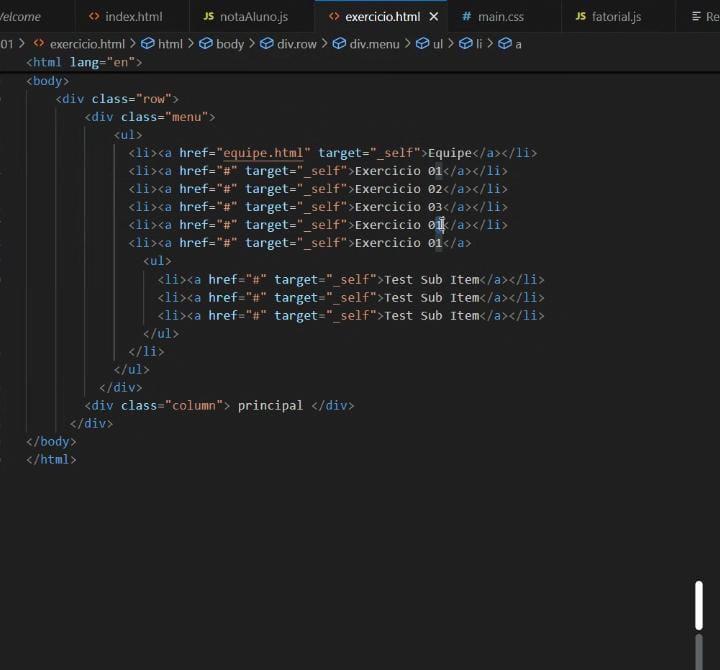 elcome index.html JS notaAluno.js exercicio.html × # main.css JS fatorial.js Re
01 > exercicio.html > html > body > div.row > div.menu > ul > li > a
<html lang="en">
<body>
<div class="row">
<div class="menu">
<ul>
<li><a href="equipe.html" target="_self">Equipe</a></li>
<li><a href="#" target="_self">Exercicio 01</a></li>
<li><a href="#" target="_self">Exercicio 02</a></li>
<li><a href="#" target="_self">Exercicio 03</a></li>
<li><a href="#" target="_self">Exercicio 01</a></li>
<li><a href="#" target="_self">Exercicio 01</a>
<ul>
<li><a href="#" target="_self">Test Sub Item</a></li>
<li><a href="#" target="_self">Test Sub Item</a></li>
<li><a href="#" target="_self">Test Sub Item</a></li>
</ul>
</li>
</ul>
</div>
<div class="column"> principal </div>
</div>
</body>
</html>